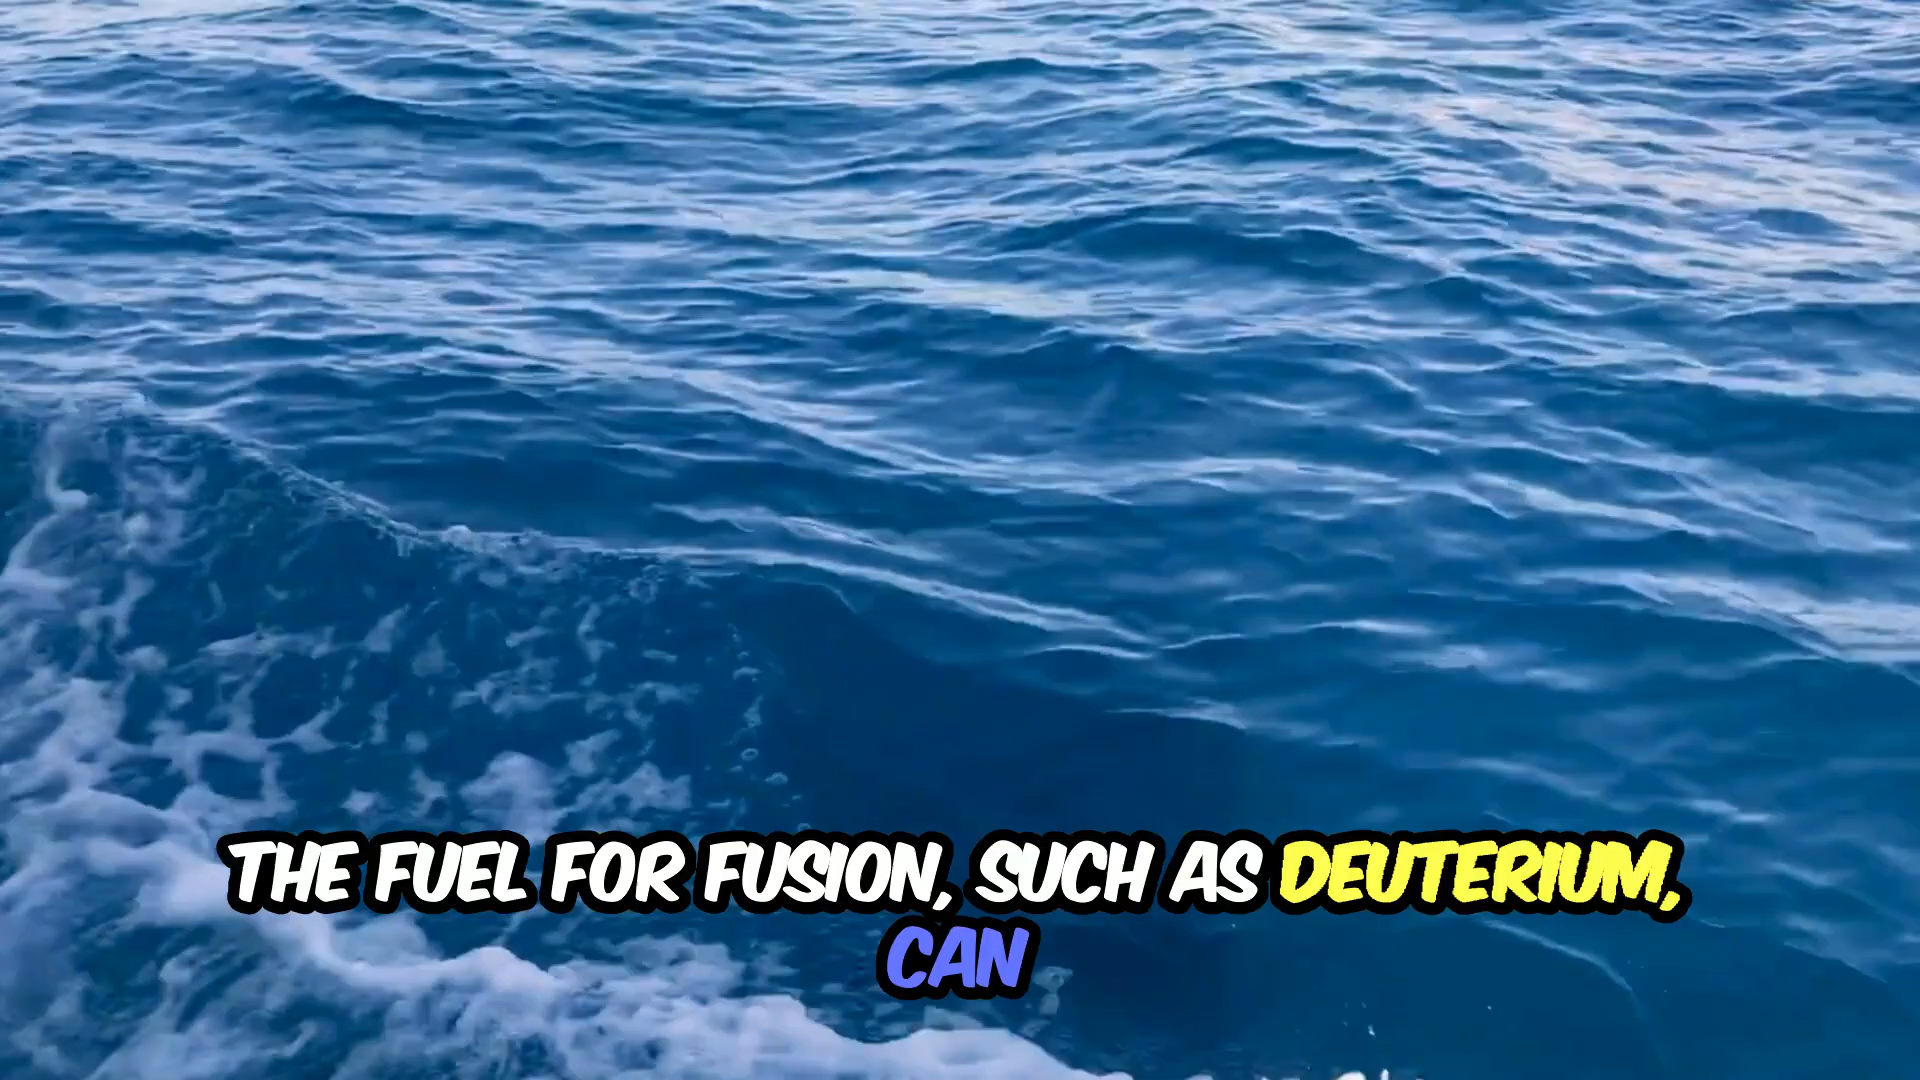 THE FUEL FOR FUSION, SUCH AS DEUTERIUM,
CAN